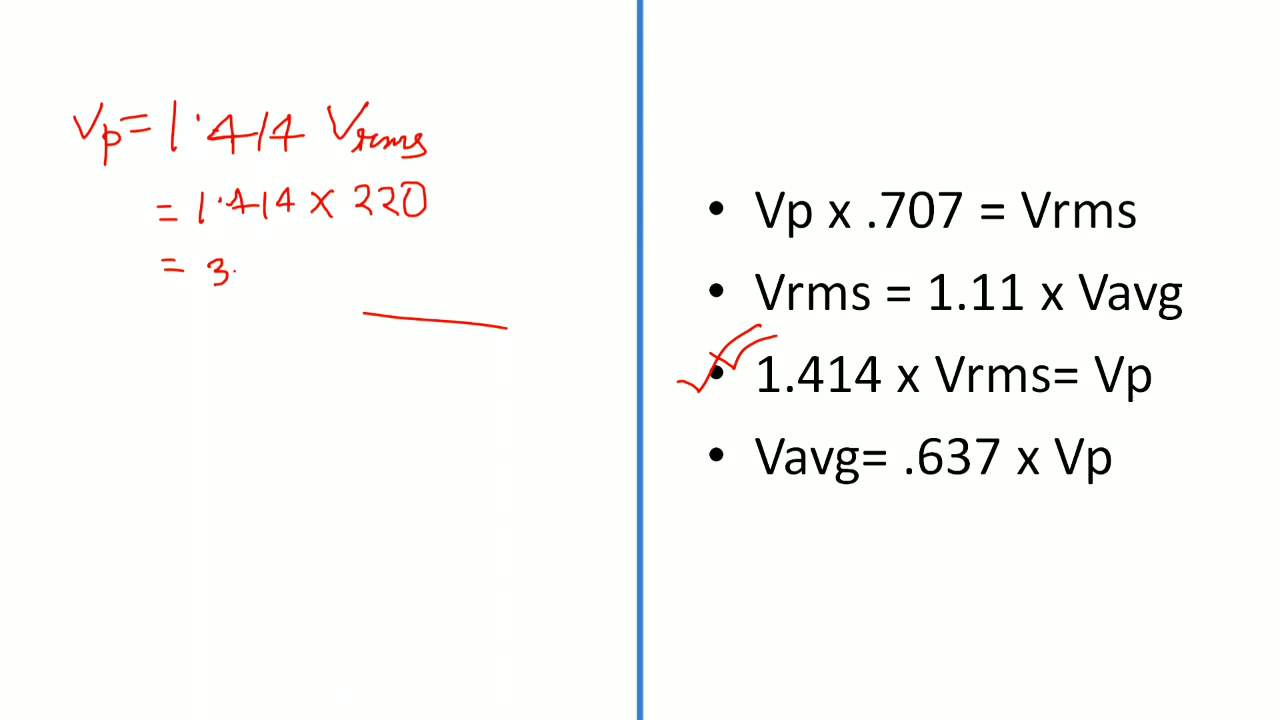 Vp = 1.414 Vrms
= 1.414 x 220
= 3.
• Vp x .707 = Vrms
• Vrms = 1.11 x Vavg
• 1.414 x Vrms= Vp
• Vavg= .637 x Vp